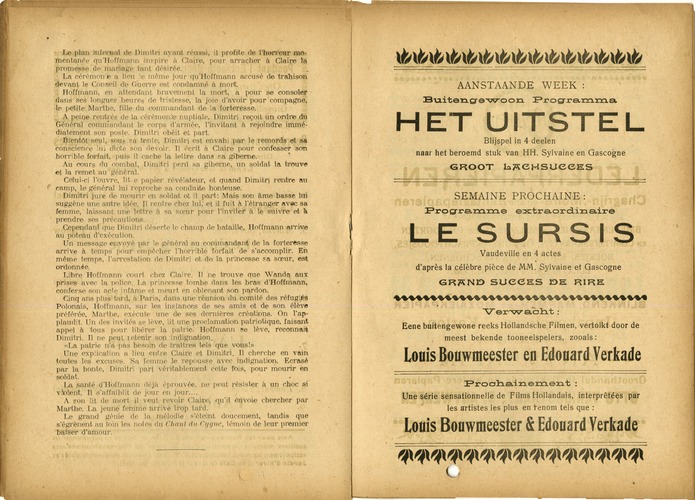 Le plan infernal de Dimitri ayant réussi, il profite de l'horreur mo-
mentanée qu'Hoffmann inspire à Claire, pour arracher à Claire la
promesse de mariage tant désirée.
La cérémonie a lieu le même jour qu'Hoffmann accusé de trahison
devant le Conseil de Guerre est condamné à mort.
Hoffman, en attendant bravement la mort, a pour se consoler
dans ses longues heures de tristesse, la joie d'avoir pour compagne,
le petite Marthe, fille du commandant de la forteresse.
A peine rentrée de la cérémonie nuptiale, Dimitri reçoit un ordre du
Général commandant le corps d'armée, l'invitant à rejoindre immé-
diatement son poste. Dimitri obéit et part.
Bientôt seul, sous sa tente, Dimitri est envahi par le remords et sa
conscience lui dicte son devoir. Il écrit à Claire pour confesser son
horrible forfait, puis il cache la lettre dans sa giberne.
Au cours du combat, Dimitri perd sa giberne, un soldat la trouve
et la remet au général.
Celui-ci l'ouvre, lit e papier révélateur, et quand Dimitri rentre au
camp, le général lui reproche sa conduite honteuse.
Dimitri jure de mourir en soldat et il part! Mais son âme basse lui
suggère une autre idée, Il rentre chez lui, et il fuit à l'étranger avec sa
femme, laissant une lettre à sa sœur pour l'inviter à le suivre et à
prendre ses précautions.
Cependant que Dimitri déserte le champ de bataille, Hoffmann arrive
au poteau d'exécution.
Un message envoyé par le général au commandant de la forteresse
arrive à temps pour empêcher l'horrible forfait de s'accomplir. En
même temps, l'arrestation de Dimitri et de la princesse sa sœur, est
ordonnée.
Libre Hoffmann court chez Claire. Il ne trouve que Wanda aux
prises avec la police. La princesse tombe dans les bras d'Hoffmann,
confesse son acte infâme et meurt en obtenant son pardon.
Cinq ans plus tard, à Paris, dans une réunion du comité des réfugiés
Polonais, Hoffmann, sur les instances de ses amis et de son élève
préférée, Marthe, exécute une de ses dernières créations. On l'ap-
plaudit. Un des invités se lève, lit une proclamation patriotique, faisant
appel à tous pour libérer la patrie. Hoffmann se lève, reconnaît
Dimitri. Il ne peut retenir son indignation.
«La patrie n'a pas besoin de traîtres tels que vous!»
Une explication a lieu entre Claire et Dimitri, Il cherche en vain
toutes les excuses. Sa femme le repousse avec indignation. Ecrasé
par la honte, Dimitri part véritablement cette fois, pour mourir en
soldat.
La santé d'Hoffmann déjà éprouvée, ne peut résister à un choc si
violent. Il s'affaiblit de jour en jour....
A son lit de mort il veut revoir Claire, qu'il envoie chercher par
Marthe. La jeune femme arrive trop tard.
Le grand génie de la mélodie s'éteint doucement, tandis que
s'égrènent au loin les notes du Chant du Cygne, témoin de leur premier
baiser d'amour.
AANSTAANDE WEEK :
Buitengewoon Programma
HET UITSTEL
Blijspel in 4 deelen
naar het beroemd stuk van HH. Sylvaine en Gascogne
GROOT LACHSUCCES
SEMAINE PROCHAINE :
Programme extraordinaire
LE SURSIS
Vaudeville en 4 actes
d'après la célèbre pièce de MM. Sylvaine et Gascogne
GRAND SUCCES DE RIRE
Verwacht :
Eene buitengewone reeks Hollandsche Filmen, vertolkt door de
meest bekende tooneelspelers, zooals :
Louis Bouwmeester en Edouard Verkade
Prochainement :
Une série sensationnelle de Films Hollandais, interprétées par
les artistes les plus en renom tels que :
Louis Bouwmeester & Edouard Verkade